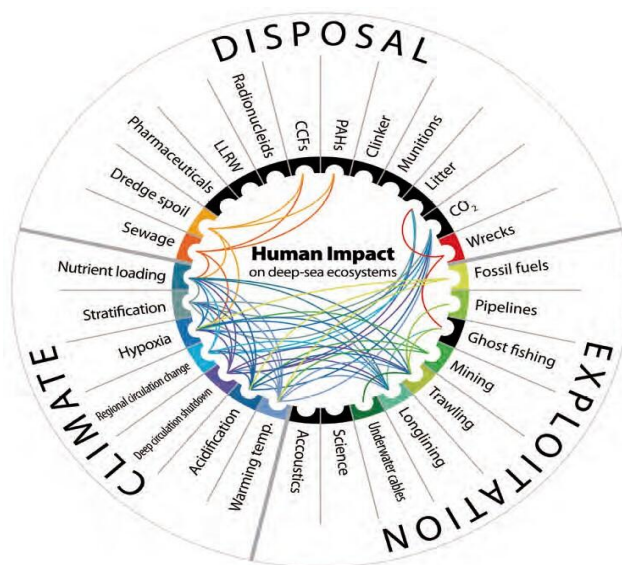 DISPOSAL
Sewage
Dredge spoil
Pharmaceuticals
LLRW
Radionucleids
CCFs
PAHs
Clinker
Munitions
Litter
CO₂
Wrecks
Human Impact
on deep-sea ecosystems
EXPLOITATION
Fossil fuels
Pipelines
Ghost fishing
Mining
Trawling
Longlining
Underwater cables
Science
Accoustics
CLIMATE
Nutrient loading
Stratification
Hypoxia
Regional circulation change
Deep circulation shutdown
Acidification
Warming temp.